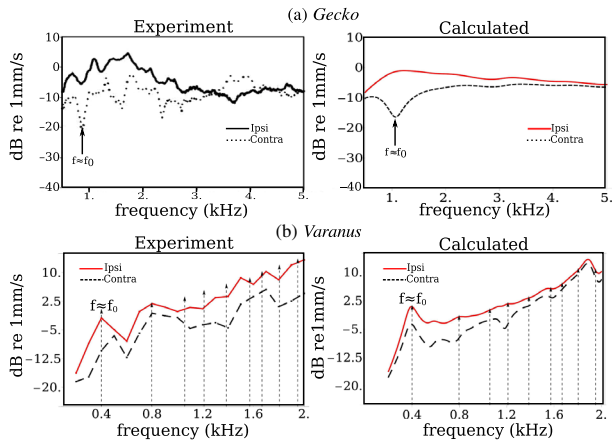 (a) Gecko
Experiment
Calculated
dB re 1mm/s
10
0
−10
−20
−30
−40
Ipsi
Contra
f≈f0
1.
2.
3.
4.
5.
frequency (kHz)
dB re 1mm/s
10
0
−10
−20
−30
−40
Ipsi
Contra
f≈f0
1.
2.
3.
4.
5.
frequency (kHz)
(b) Varanus
Experiment
Calculated
dB re 1mm/s
10.
2.5
−5.
−12.5
−20.
Ipsi
Contra
f≈f0
0.4
0.8
1.2
1.6
2.
frequency (kHz)
dB re1mm/s
10.
2.5
−5.
−12.5
−20.
Ipsi
Contra
f≈f0
0.4
0.8
1.2
1.6
2.
frequency (kHz)